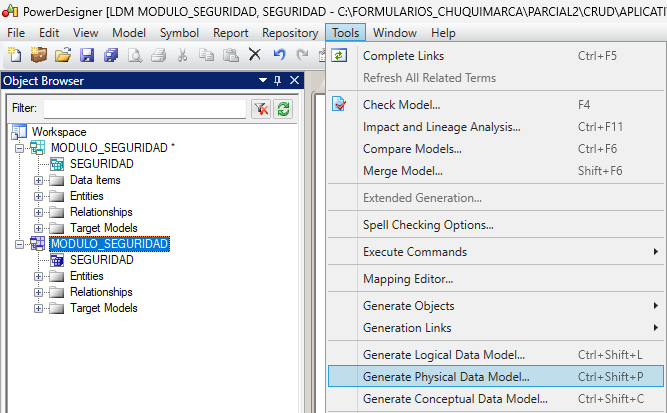 PowerDesigner [LDM MODULO_SEGURIDAD, SEGURIDAD - C:\FORMULARIOS_CHUQUIMARCA\PARCIAL2\CRUD\APLICATI
File Edit View Model Symbol Report Repository Tools Window Help
Object Browser
Filter:
Workspace
MODULO_SEGURIDAD *
SEGURIDAD
Data Items
Entities
Relationships
Target Models
MODULO_SEGURIDAD
SEGURIDAD
Entities
Relationships
Target Models
Complete Links Ctrl+F5
Refresh All Related Terms
Check Model... F4
Impact and Lineage Analysis... Ctrl+F11
Compare Models... Ctrl+F6
Merge Model... Shift+F6
Extended Generation...
Spell Checking Options...
Execute Commands
Mapping Editor...
Generate Objects
Generation Links
Generate Logical Data Model... Ctrl+Shift+L
Generate Physical Data Model... Ctrl+Shift+P
Generate Conceptual Data Model... Ctrl+Shift+C